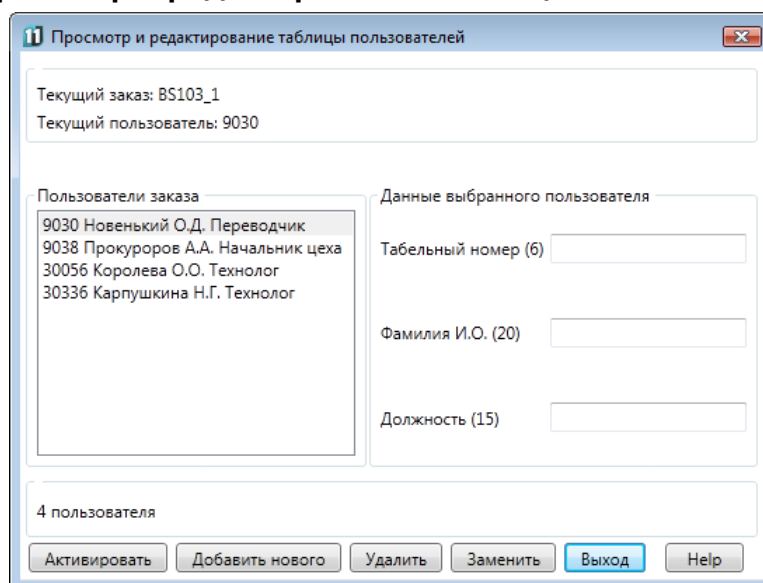 11 Просмотр и редактирование таблицы пользователей
Текущий заказ: BS103_1
Текущий пользователь: 9030
Пользователи заказа
9030 Новенький О.Д. Переводчик
9038 Прокуроров А.А. Начальник цеха
30056 Королева О.О. Технолог
30336 Карпушкина Н.Г. Технолог
Данные выбранного пользователя
Табельный номер (6)
Фамилия И.О. (20)
Должность (15)
4 пользователя
Активировать Добавить нового Удалить Заменить Выход Help